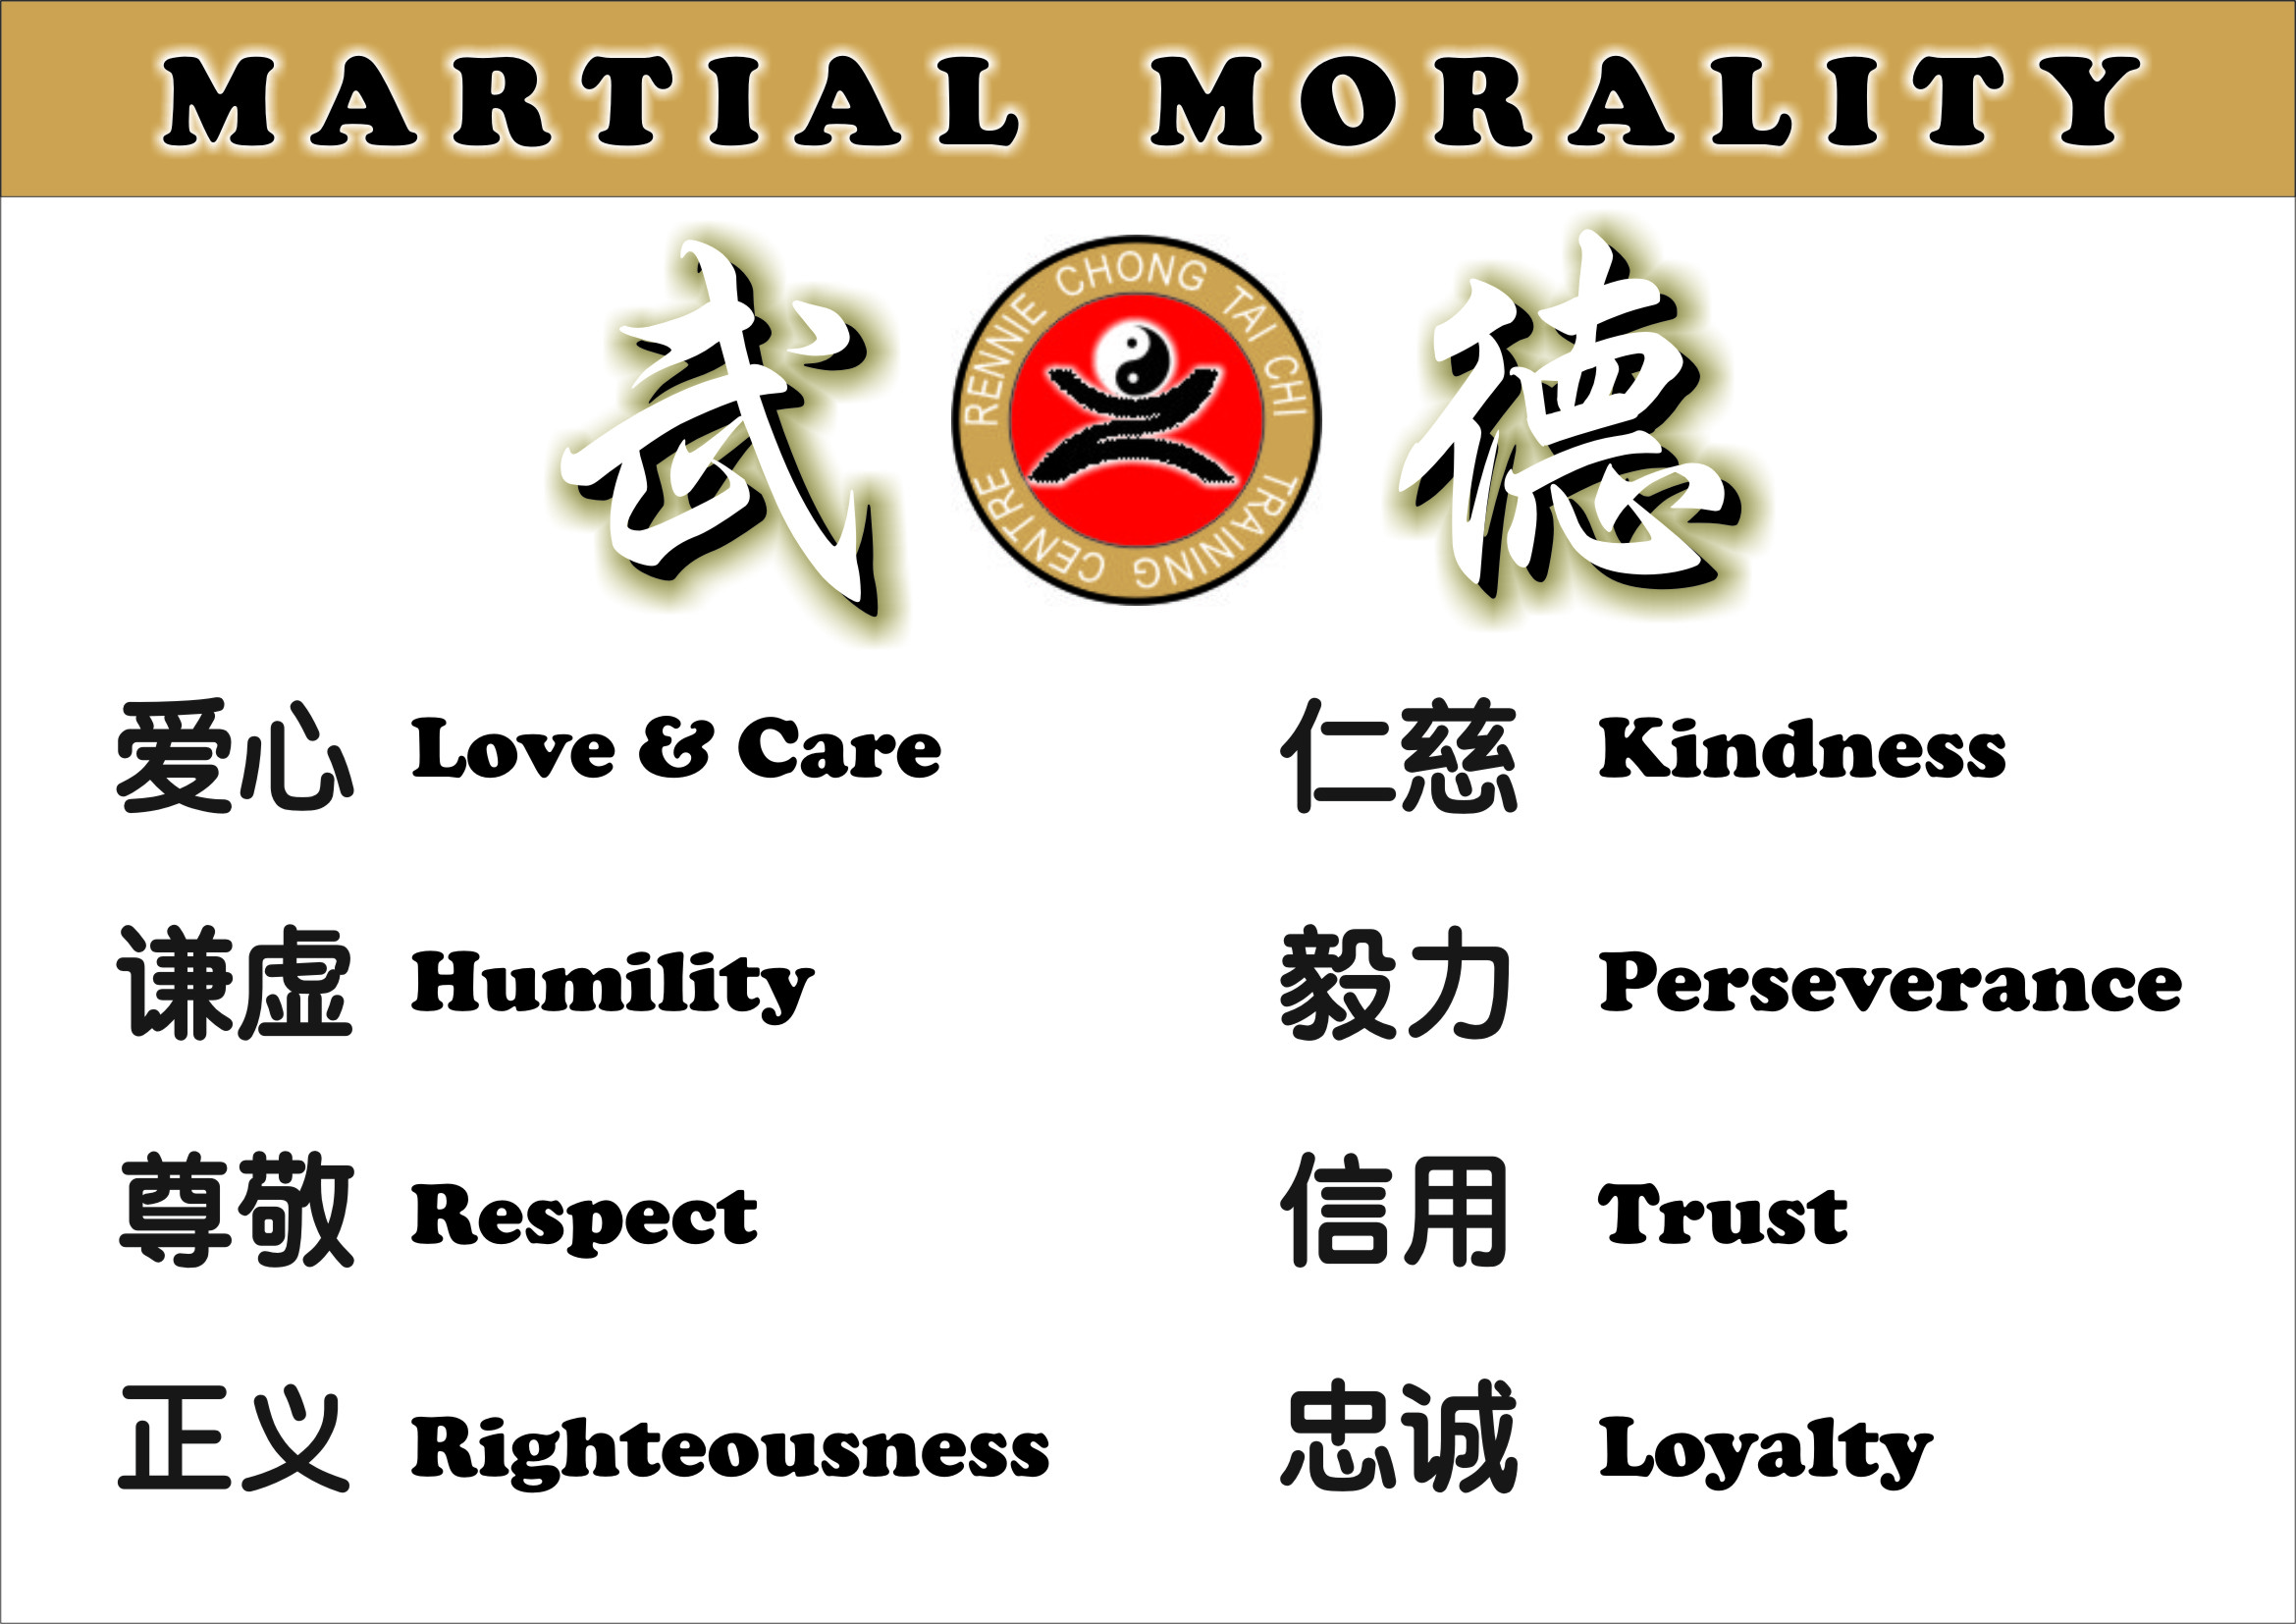 MARTIAL MORALITY
武 德
RENNIE CHONG TAI CHI TRAINING CENTRE
爱心 Love & Care
仁慈 Kindness
谦虚 Humility
毅力 Perseverance
尊敬 Respect
信用 Trust
正义 Righteousness
忠诚 Loyalty